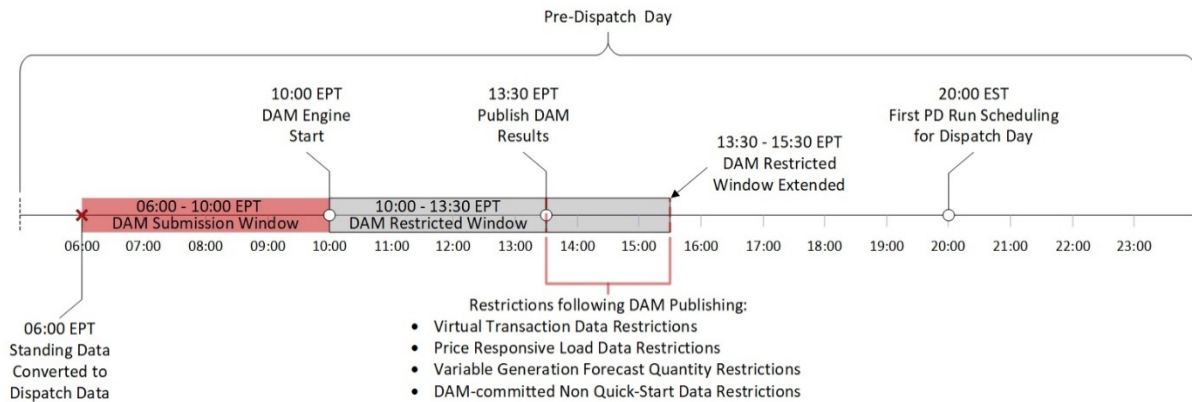 Pre-Dispatch Day
10:00 EPT
DAM Engine
Start
13:30 EPT
Publish DAM
Results
13:30 - 15:30 EPT
DAM Restricted
Window Extended
20:00 EST
First PD Run Scheduling
for Dispatch Day
06:00 - 10:00 EPT
DAM Submission Window
10:00 - 13:30 EPT
DAM Restricted Window
06:00 07:00 08:00 09:00 10:00 11:00 12:00 13:00 14:00 15:00 16:00 17:00 18:00 19:00 20:00 21:00 22:00 23:00
06:00 EPT
Standing Data
Converted to
Dispatch Data
Restrictions following DAM Publishing:
• Virtual Transaction Data Restrictions
• Price Responsive Load Data Restrictions
• Variable Generation Forecast Quantity Restrictions
• DAM-committed Non Quick-Start Data Restrictions